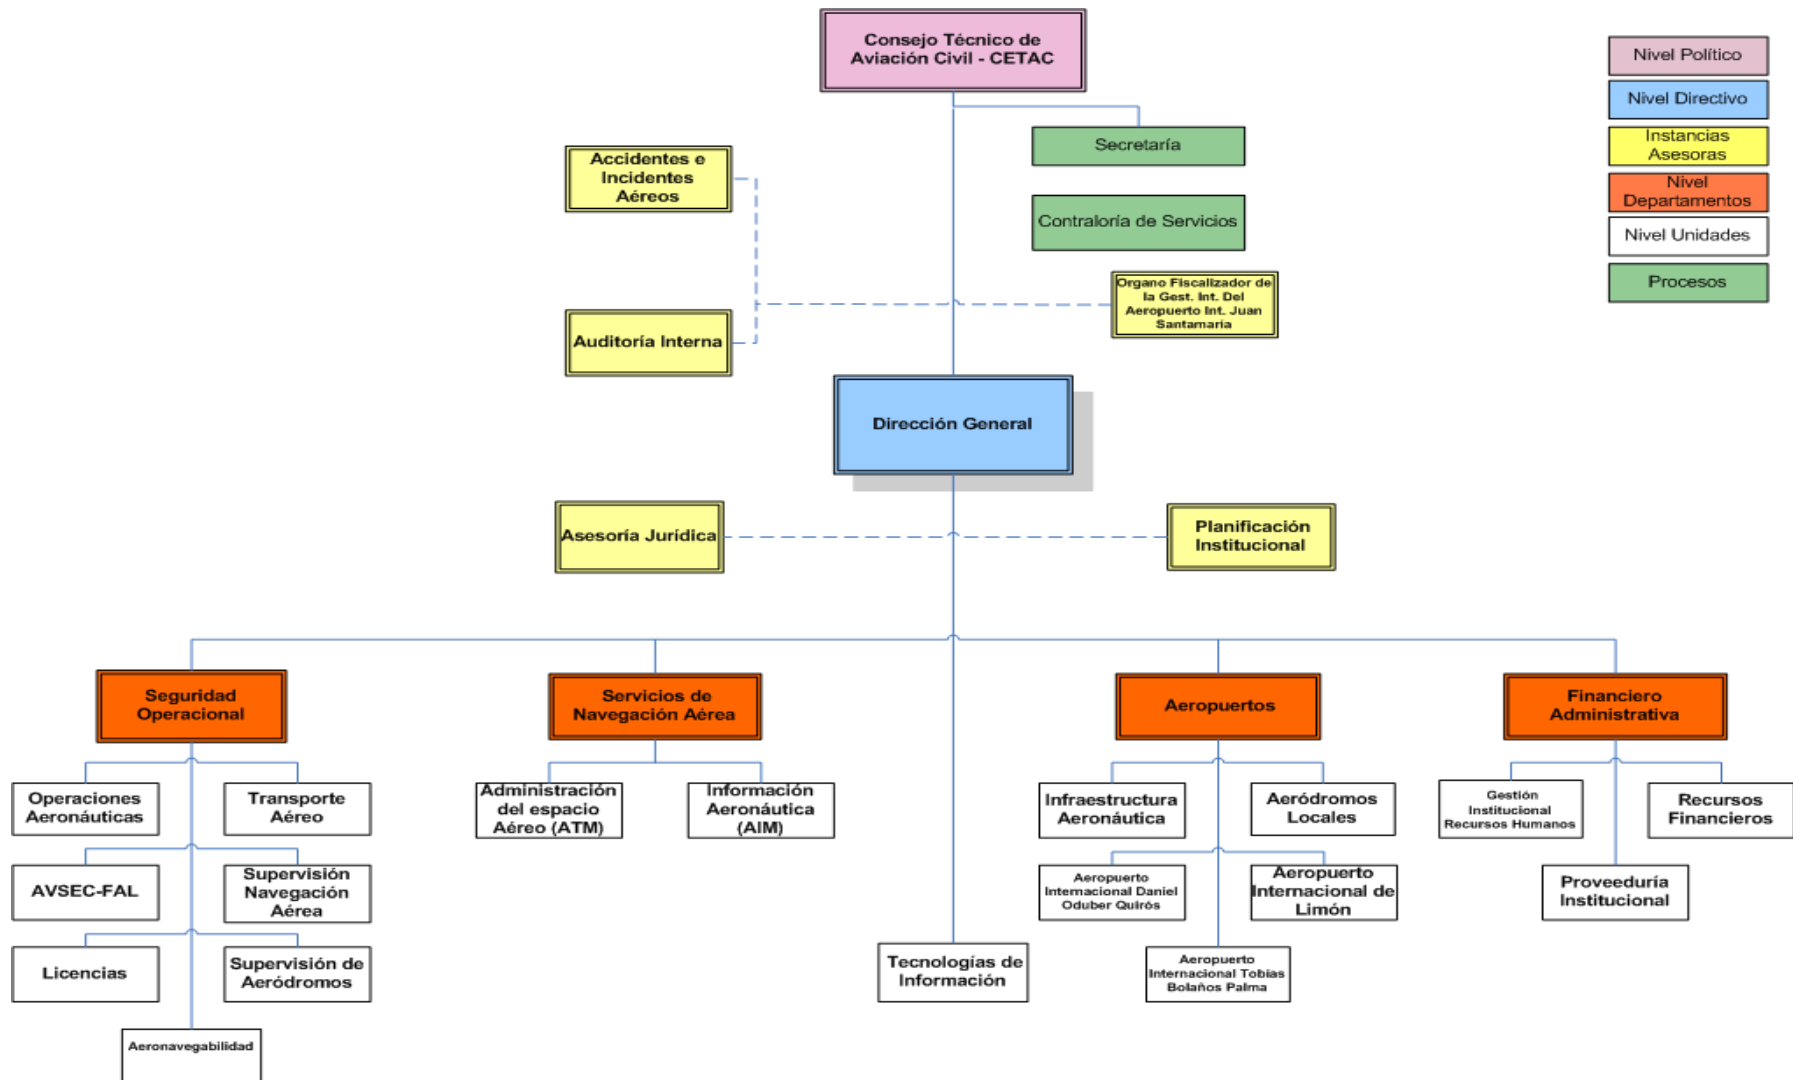 Consejo Técnico de
Aviación Civil - CETAC
Nivel Político
Nivel Directivo
Instancias
Asesoras
Nivel
Departamentos
Nivel Unidades
Procesos
Secretaría
Accidentes e
Incidentes
Aéreos
Contraloría de Servicios
Organo Fiscalizador de
la Gest. Int. Del
Aeropuerto Int. Juan
Santamaría
Auditoría Interna
Dirección General
Asesoría Jurídica
Planificación
Institucional
Seguridad
Operacional
Servicios de
Navegación Aérea
Aeropuertos
Financiero
Administrativa
Operaciones
Aeronáuticas
Transporte
Aéreo
Administración
del espacio
Aéreo (ATM)
Información
Aeronáutica
(AIM)
Infraestructura
Aeronáutica
Aeródromos
Locales
Gestión
Institucional
Recursos Humanos
Recursos
Financieros
AVSEC-FAL
Supervisión
Navegación
Aérea
Aeropuerto
Internacional Daniel
Oduber Quirós
Aeropuerto
Internacional de
Limón
Proveeduría
Institucional
Licencias
Supervisión de
Aeródromos
Tecnologías de
Información
Aeropuerto
Internacional Tobías
Bolaños Palma
Aeronavegabilidad